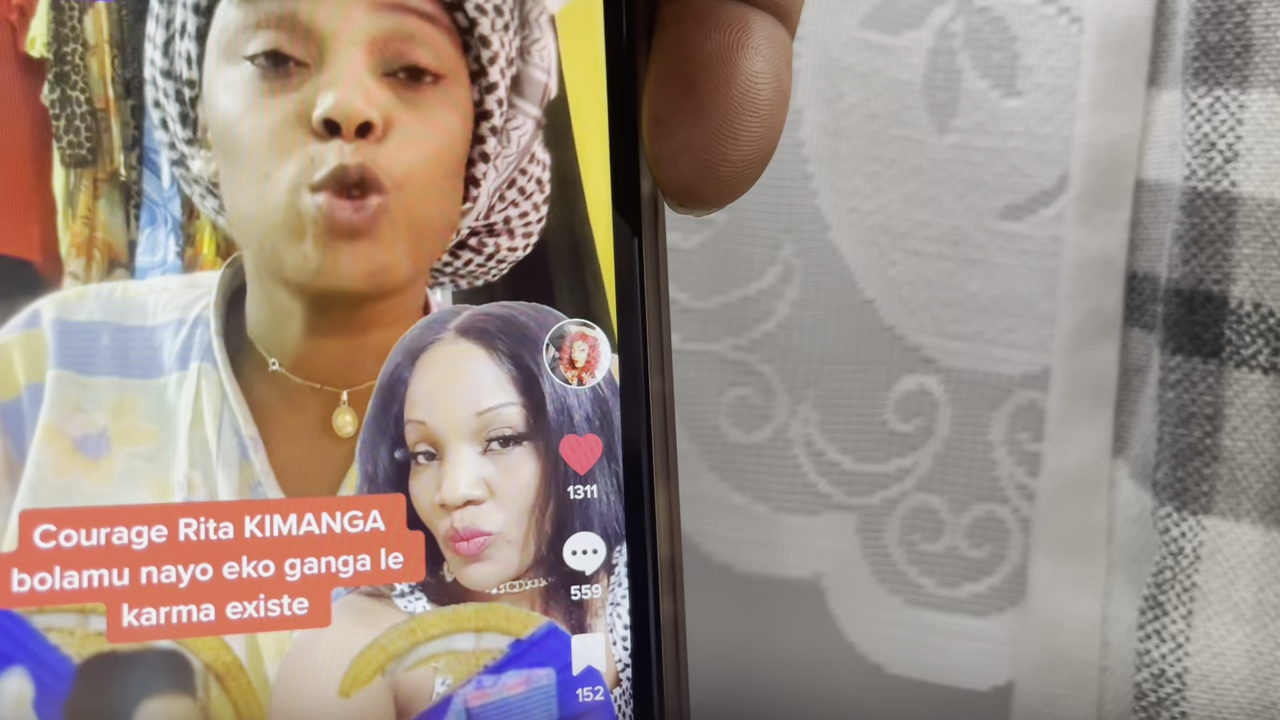 Courage Rita KIMANGA
bolamu nayo eko ganga le
karma existe
1311
559
152